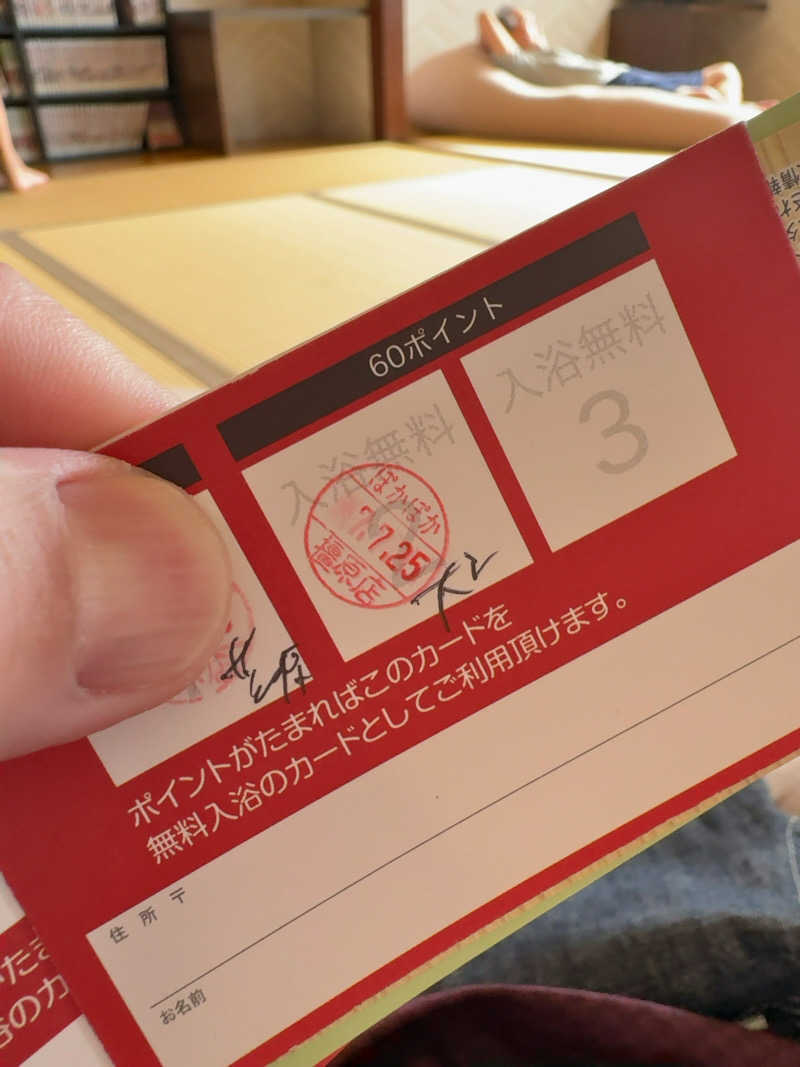 60ポイント
入浴無料
3
入浴無料
2
ぽかぽか
7.7.25
橿原店
ポイントがたまればこのカードを
無料入浴のカードとしてご利用頂けます。
住所 〒
お名前